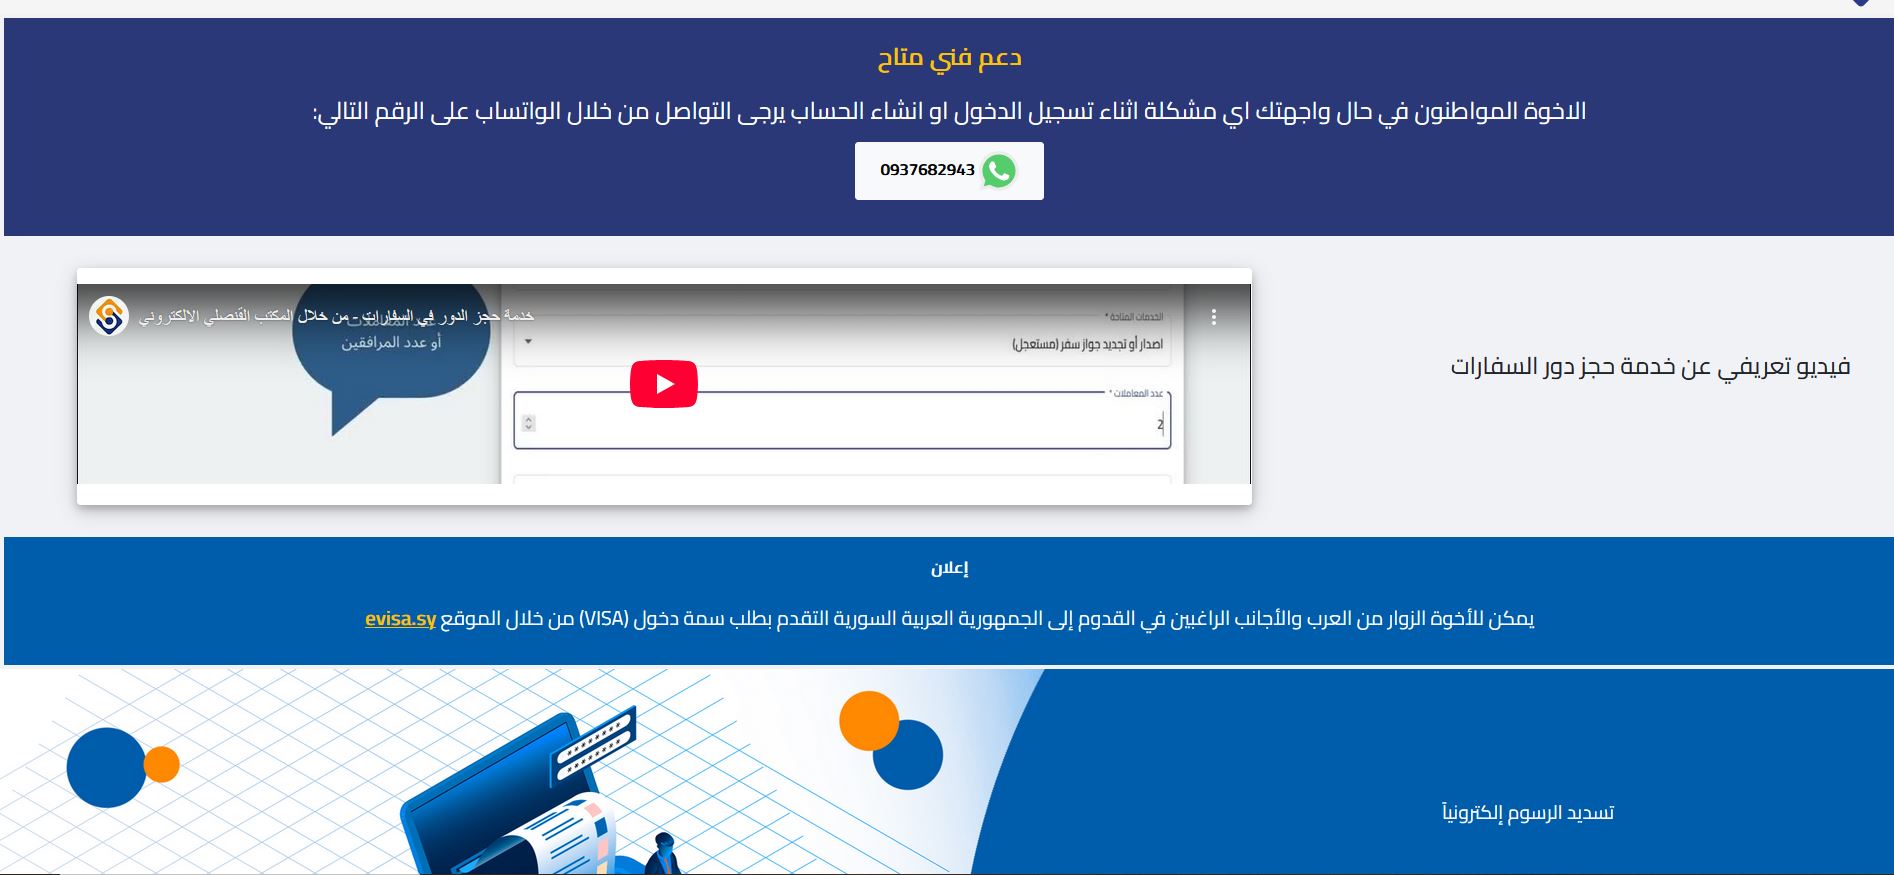 دعم فني متاح
الاخوة المواطنون في حال واجهتك اي مشكلة اثناء تسجيل الدخول او انشاء الحساب يرجى التواصل من خلال الواتساب على الرقم التالي:
0937682943
فيديو تعريفي عن خدمة حجز دور السفارات
خدمة حجز الدور في السفارات - من خلال المكتب القنصلي الالكتروني
عدد المعاملات
أو عدد المرافقين
الخدمات المتاحة *
اصدار أو تجديد جواز سفر (مستعجل)
عدد المعاملات *
2
إعلان
يمكن للأخوة الزوار من العرب والأجانب الراغبين في القدوم إلى الجمهورية العربية السورية التقدم بطلب سمة دخول (VISA) من خلال الموقع evisa.sy
* * * * * * * *
* * * * * * * *
تسديد الرسوم إلكترونياً